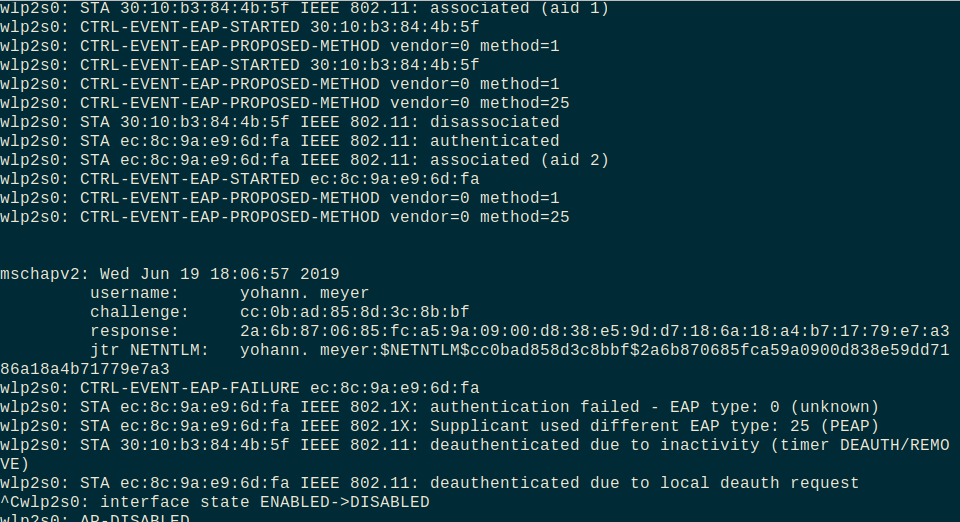 wlp2s0: STA 30:10:b3:84:4b:5f IEEE 802.11: associated (aid 1)
wlp2s0: CTRL-EVENT-EAP-STARTED 30:10:b3:84:4b:5f
wlp2s0: CTRL-EVENT-EAP-PROPOSED-METHOD vendor=0 method=1
wlp2s0: CTRL-EVENT-EAP-STARTED 30:10:b3:84:4b:5f
wlp2s0: CTRL-EVENT-EAP-PROPOSED-METHOD vendor=0 method=1
wlp2s0: CTRL-EVENT-EAP-PROPOSED-METHOD vendor=0 method=25
wlp2s0: STA 30:10:b3:84:4b:5f IEEE 802.11: disassociated
wlp2s0: STA ec:8c:9a:e9:6d:fa IEEE 802.11: authenticated
wlp2s0: STA ec:8c:9a:e9:6d:fa IEEE 802.11: associated (aid 2)
wlp2s0: CTRL-EVENT-EAP-STARTED ec:8c:9a:e9:6d:fa
wlp2s0: CTRL-EVENT-EAP-PROPOSED-METHOD vendor=0 method=1
wlp2s0: CTRL-EVENT-EAP-PROPOSED-METHOD vendor=0 method=25
mschapv2: Wed Jun 19 18:06:57 2019
username: yohann. meyer
challenge: cc:0b:ad:85:8d:3c:8b:bf
response: 2a:6b:87:06:85:fc:a5:9a:09:00:d8:38:e5:9d:d7:18:6a:18:a4:b7:17:79:e7:a3
jtr NETNTLM: yohann. meyer:$NETNTLM$cc0bad858d3c8bbf$2a6b870685fca59a0900d838e59dd71
86a18a4b71779e7a3
wlp2s0: CTRL-EVENT-EAP-FAILURE ec:8c:9a:e9:6d:fa
wlp2s0: STA ec:8c:9a:e9:6d:fa IEEE 802.1X: authentication failed - EAP type: 0 (unknown)
wlp2s0: STA ec:8c:9a:e9:6d:fa IEEE 802.1X: Supplicant used different EAP type: 25 (PEAP)
wlp2s0: STA 30:10:b3:84:4b:5f IEEE 802.11: deauthenticated due to inactivity (timer DEAUTH/REMO
VE)
wlp2s0: STA ec:8c:9a:e9:6d:fa IEEE 802.11: deauthenticated due to local deauth request
^Cwlp2s0: interface state ENABLED->DISABLED
wlp2s0: AP-DISABLED